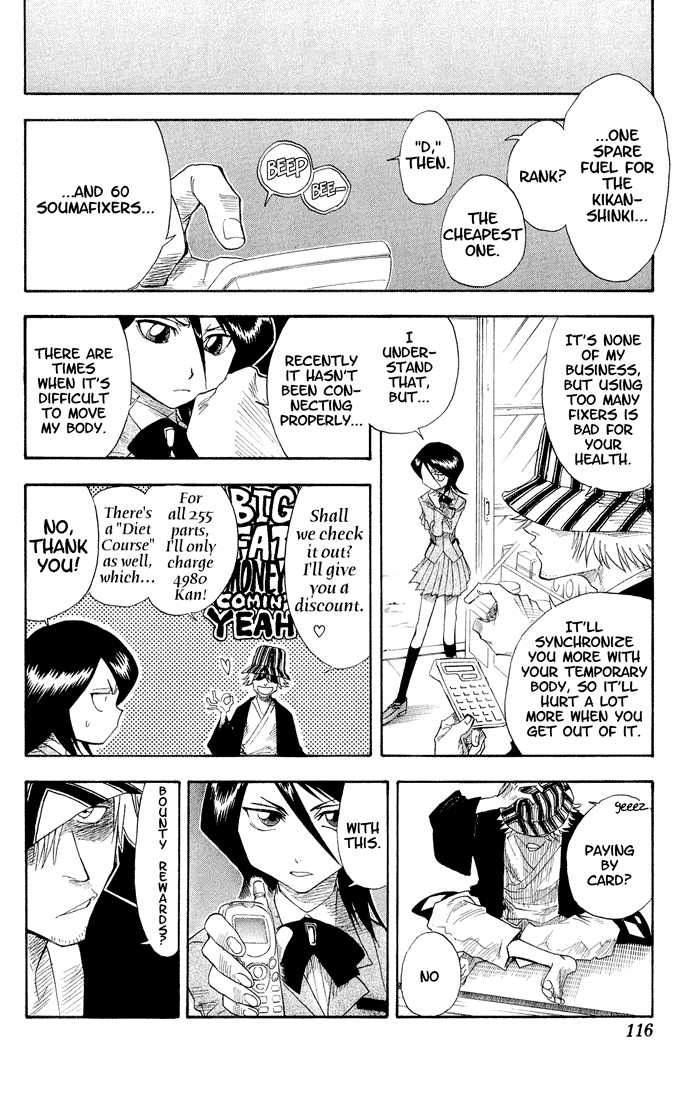 ...ONE
SPARE
FUEL FOR
THE
KIKAN-
SHINKI...
RANK?
"D,"
THEN.
THE
CHEAPEST
ONE.
BEEP
BEE—
...AND 60
SOUMAFIXERS...
IT'S NONE
OF MY
BUSINESS,
BUT USING
TOO MANY
FIXERS IS
BAD FOR
YOUR
HEALTH.
IT'LL
SYNCHRONIZE
YOU MORE WITH
YOUR TEMPORARY
BODY, SO IT'LL
HURT A LOT
MORE WHEN YOU
GET OUT OF IT.
I
UNDER-
STAND
THAT,
BUT...
RECENTLY
IT HASN'T
BEEN CON-
NECTING
PROPERLY...
THERE ARE
TIMES
WHEN IT'S
DIFFICULT
TO MOVE
MY BODY.
Shall
we check
it out?
I'll give
you a
discount.
♡
BIG
FAT
MONEY
COMIN'
YEAH
For
all 255
parts,
I'll only
charge
4980
Kan!
There's
a "Diet
Course"
as well,
which...
NO,
THANK
YOU!
geeez
PAYING
BY
CARD?
NO
WITH
THIS.
BOUNTY REWARDS?
116